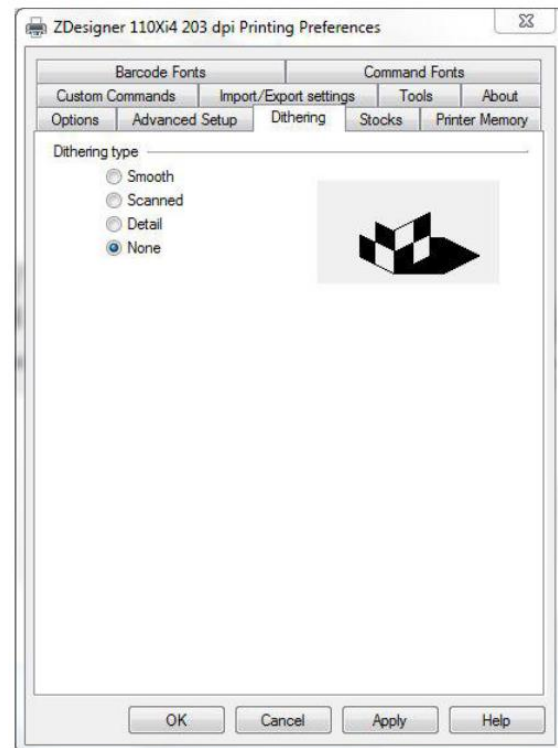 ZDesigner 110Xi4 203 dpi Printing Preferences
Barcode Fonts Command Fonts
Custom Commands Import/Export settings Tools About
Options Advanced Setup Dithering Stocks Printer Memory
Dithering type
Smooth
Scanned
Detail
None
OK Cancel Apply Help